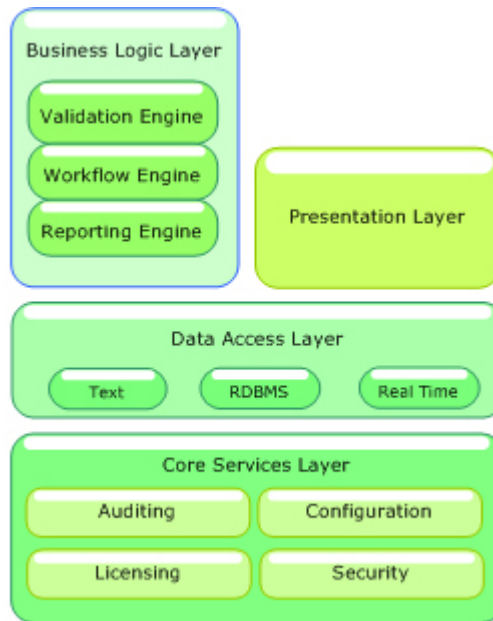 Business Logic Layer
Validation Engine
Workflow Engine
Reporting Engine
Presentation Layer
Data Access Layer
Text
RDBMS
Real Time
Core Services Layer
Auditing
Configuration
Licensing
Security